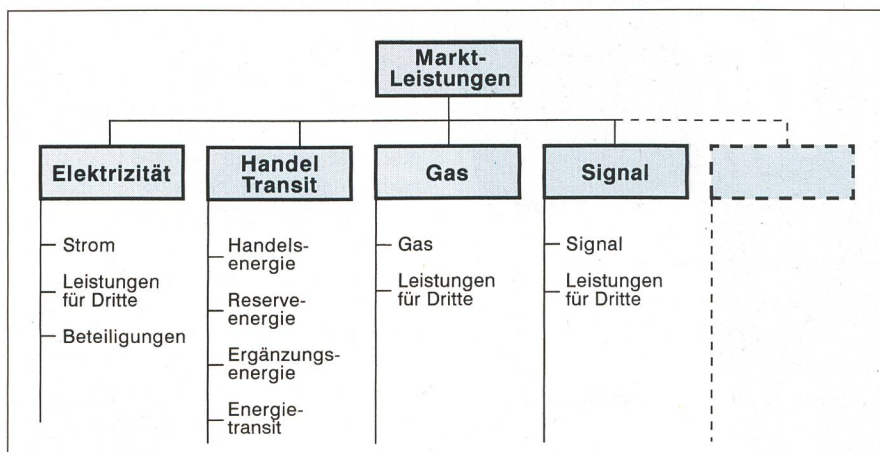 Markt-
Leistungen
Elektrizität
Handel
Transit
Gas
Signal
Strom
Leistungen
für Dritte
Beteiligungen
Handels-
energie
Reserve-
energie
Ergänzungs-
energie
Energie-
transit
Gas
Leistungen
für Dritte
Signal
Leistungen
für Dritte